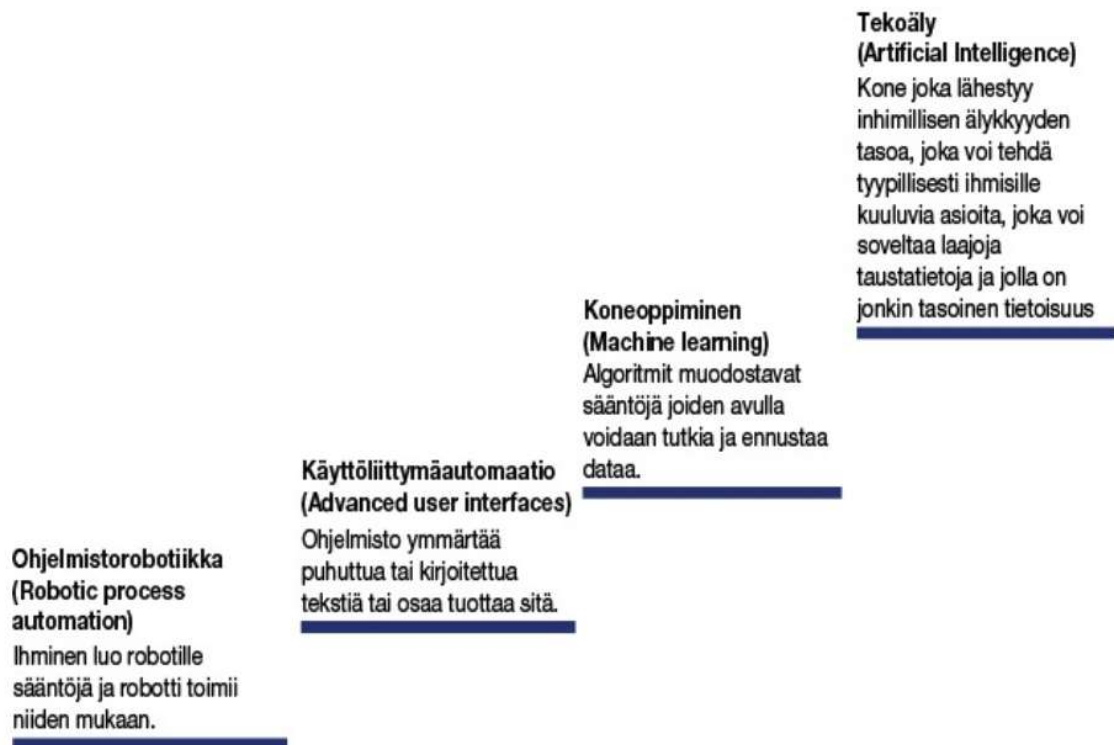 Tekoäly
(Artificial Intelligence)
Kone joka lähestyy
inhimillisen älykkyyden
tasoa, joka voi tehdä
tyypillisesti ihmisille
kuuluvia asioita, joka voi
soveltaa laajoja
taustatietoja ja jolla on
jonkin tasoinen tietoisuus
Koneoppiminen
(Machine learning)
Algoritmit muodostavat
sääntöjä joiden avulla
voidaan tutkia ja ennustaa
dataa.
Käyttöliittymäautomaatio
(Advanced user interfaces)
Ohjelmisto ymmärtää
puhuttua tai kirjoitettua
tekstiä tai osaa tuottaa sitä.
Ohjelmistorobotiikka
(Robotic process
automation)
Ihminen luo robotille
sääntöjä ja robotti toimii
niiden mukaan.